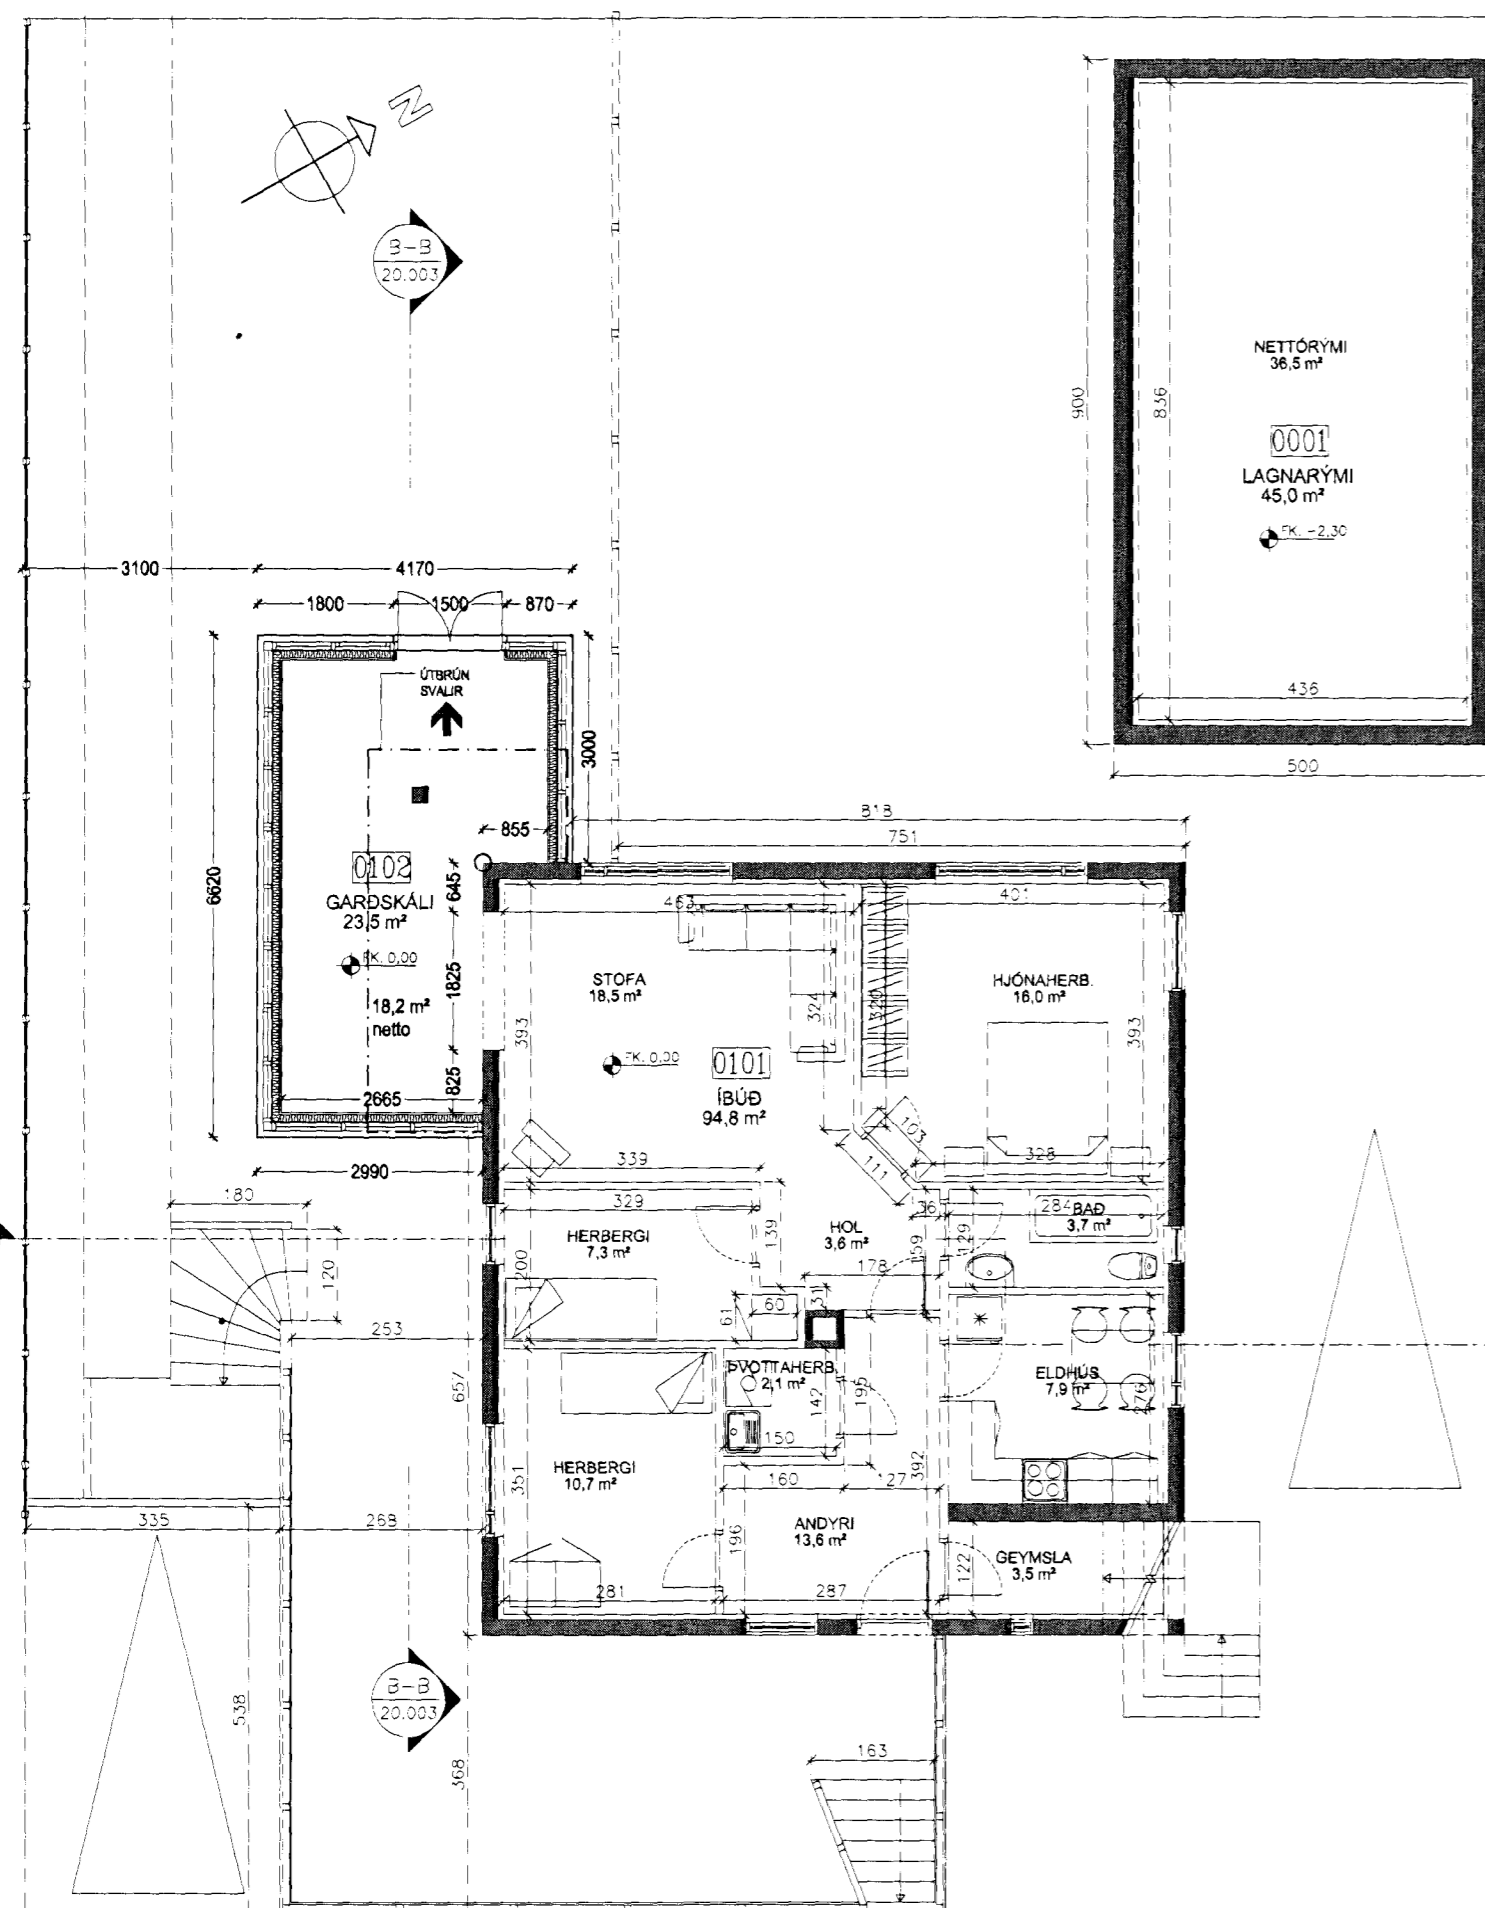 N
B-B
20.003
NETTÓRÝMI
36,5 m²
0001
LAGNARÝMI
45,0 m²
FK. -2,30
900
836
436
500
3100
4170
1800
1500
870
ÚTBRÚN
SVALIR
3000
6620
855
0102
GARÐSKÁLI
23,5 m²
FK. 0,00
18,2 m²
netto
645
1825
825
2665
2990
818
751
463
401
STOFA
18,5 m²
HJÓNAHERB.
16,0 m²
393
324
320
393
FK. 0,00
0101
ÍBÚÐ
94,8 m²
103
111
339
328
329
180
120
253
HERBERGI
7,3 m²
200
139
HOL
3,6 m²
36
159
129
284
BAÐ
3,7 m²
178
31
60
61
ÞVOTTAHERB.
2,1 m²
142
195
150
ELDHÚS
7,9 m²
276
657
HERBERGI
10,7 m²
351
160
127
392
335
268
ANDYRI
13,6 m²
196
GEYMSLA
3,5 m²
122
281
287
B-B
20.003
538
368
163